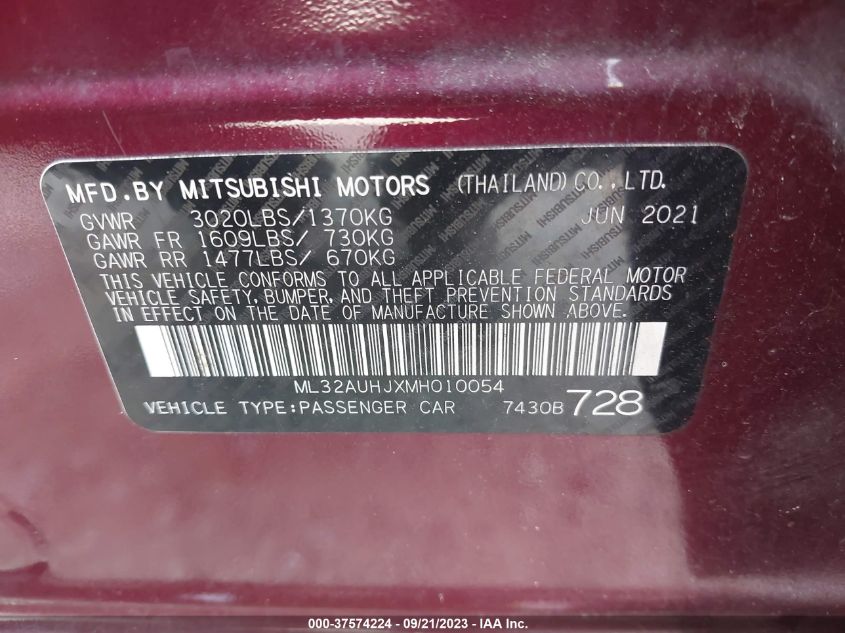 MFD.BY MITSUBISHI MOTORS (THAILAND) CO.,LTD.
GVWR 3020LBS/1370KG JUN 2021
GAWR FR 1609LBS/ 730KG
GAWR RR 1477LBS/ 670KG
THIS VEHICLE CONFORMS TO ALL APPLICABLE FEDERAL MOTOR
VEHICLE SAFETY, BUMPER, AND THEFT PREVENTION STANDARDS
IN EFFECT ON THE DATE OF MANUFACTURE SHOWN ABOVE.
ML32AUHJXMH010054
VEHICLE TYPE:PASSENGER CAR 7430B 728
000-37574224 - 09/21/2023 - IAA Inc.